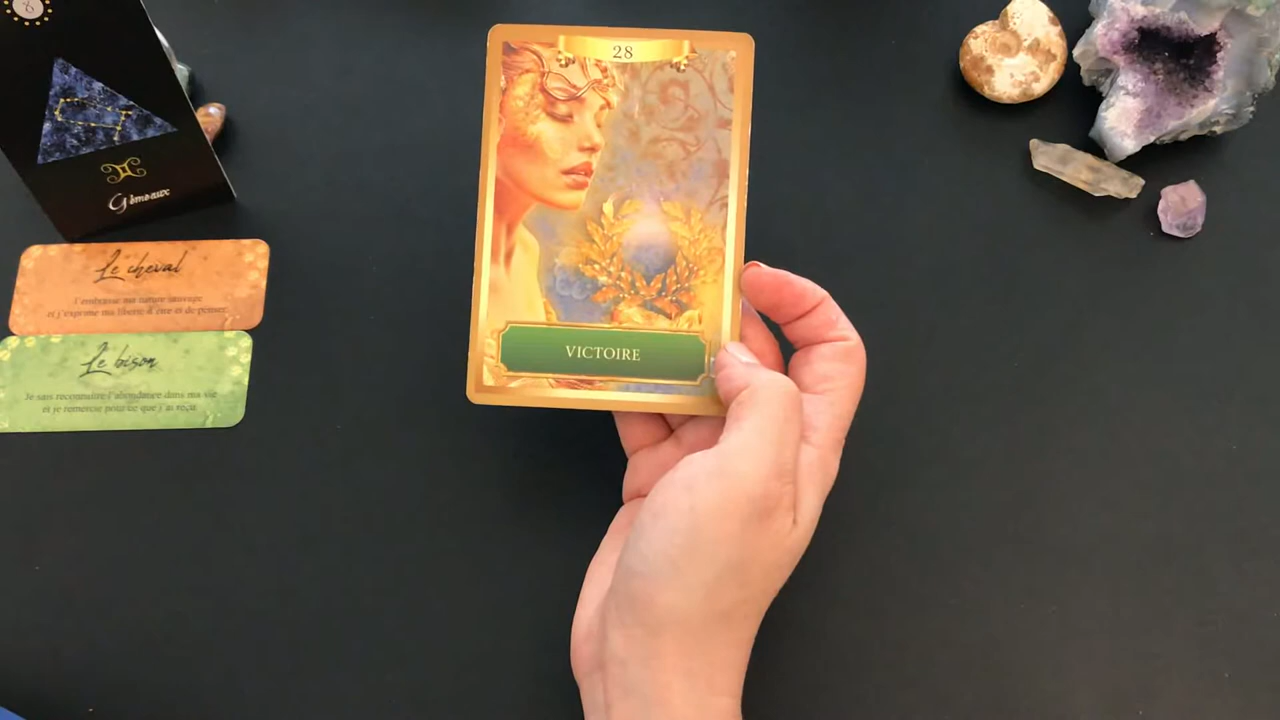 8
Gémeaux
Le cheval
J'embrasse ma nature sauvage
et j'exprime ma liberté d'être et de penser.
Le bison
Je sais reconnaître l'abondance dans ma vie
et je remercie pour ce que j'ai reçu
28
VICTOIRE